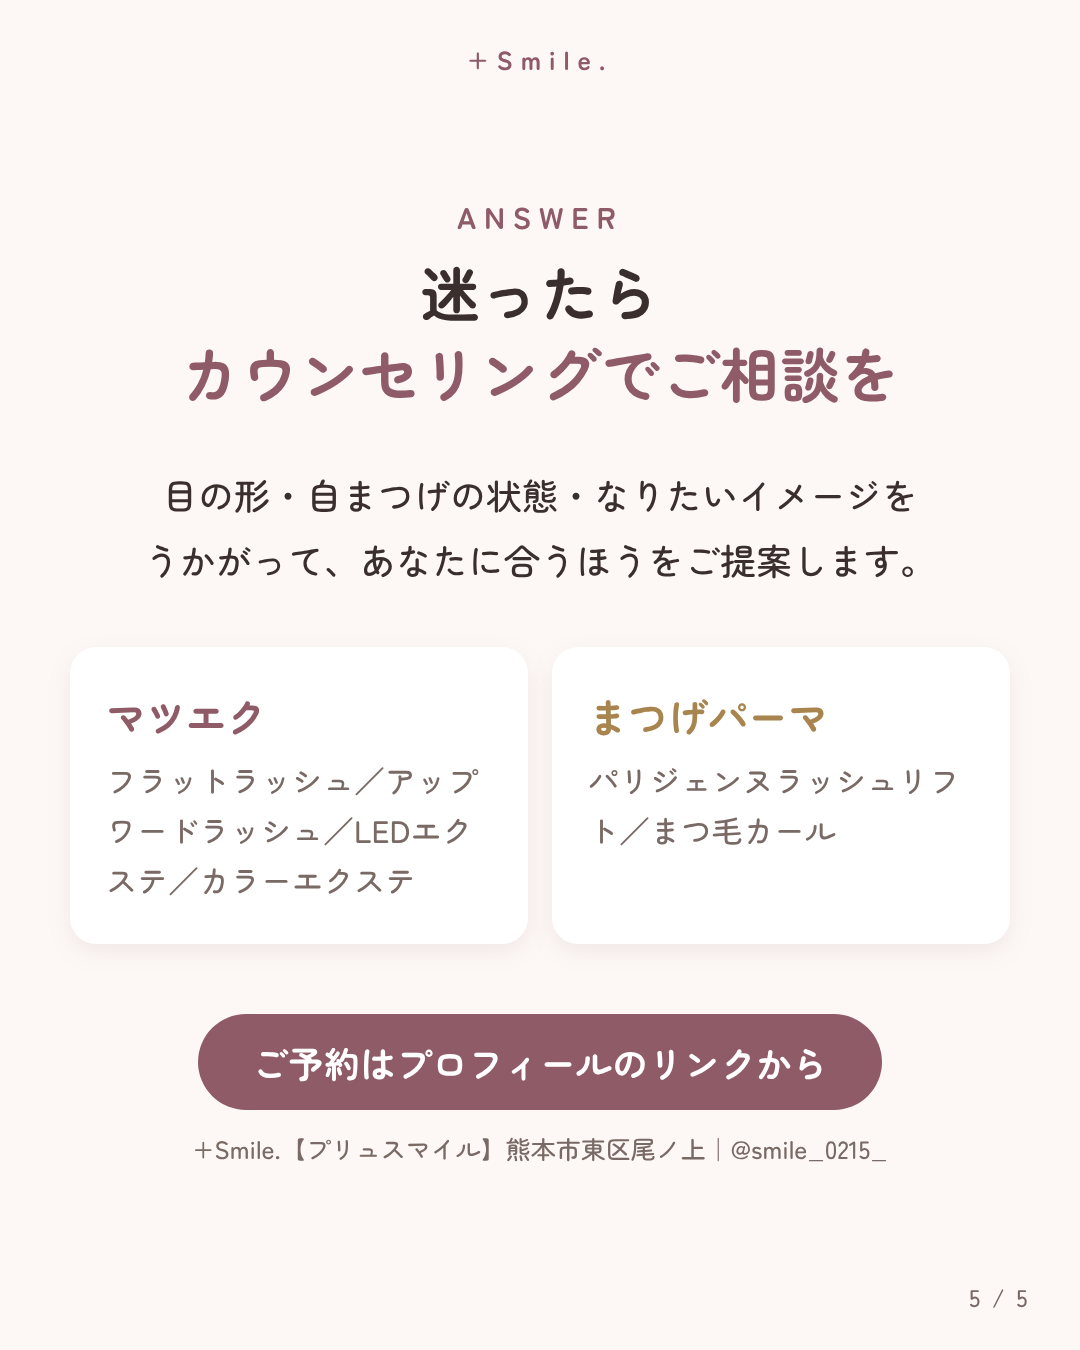 +Smile.
ANSWER
迷ったら
カウンセリングでご相談を
目の形・自まつげの状態・なりたいイメージを
うかがって、あなたに合うほうをご提案します。
マツエク
フラットラッシュ／アップ
ワードラッシュ／LEDエク
ステ／カラーエクステ
まつげパーマ
パリジェンヌラッシュリフ
ト／まつ毛カール
ご予約はプロフィールのリンクから
+Smile.【プリュスマイル】熊本市東区尾ノ上｜@smile_0215_
5 / 5